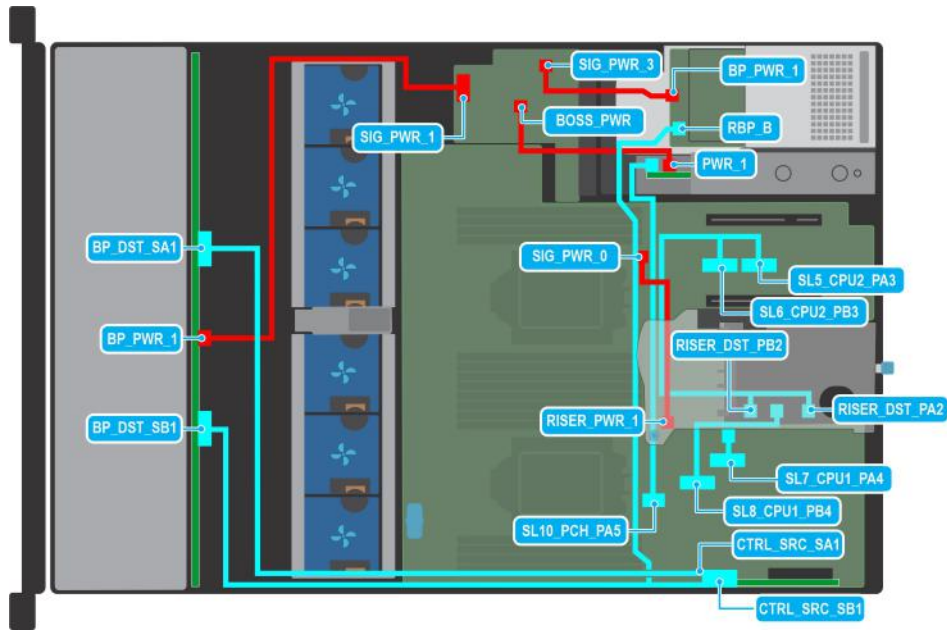 SIG_PWR_3
BP_PWR_1
BOSS_PWR
SIG_PWR_1
RBP_B
PWR_1
BP_DST_SA1
SIG_PWR_0
SL5_CPU2_PA3
SL6_CPU2_PB3
BP_PWR_1
RISER_DST_PB2
RISER_DST_PA2
BP_DST_SB1
RISER_PWR_1
SL7_CPU1_PA4
SL8_CPU1_PB4
SL10_PCH_PA5
CTRL_SRC_SA1
CTRL_SRC_SB1